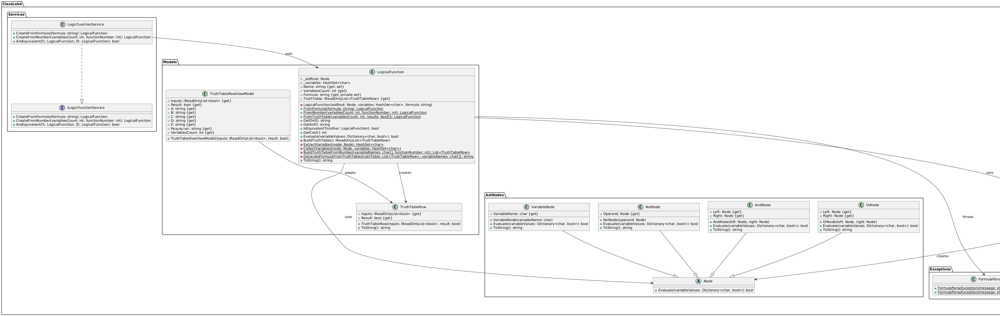 ClassLab4
Services
LogicFunctionService
CreateFromFormula(formula: string): LogicalFunction
CreateFromNumber(variablesCount: int, functionNumber: int): LogicalFunction
AreEquivalent(f1: LogicalFunction, f2: LogicalFunction): bool
uses
ILogicFunctionService
CreateFromFormula(formula: string): LogicalFunction
CreateFromNumber(variablesCount: int, functionNumber: int): LogicalFunction
AreEquivalent(f1: LogicalFunction, f2: LogicalFunction): bool
Models
TruthTableRowViewModel
Inputs: IReadOnlyList<bool> {get}
Result: bool {get}
A: string {get}
B: string {get}
C: string {get}
D: string {get}
E: string {get}
Результат: string {get}
VariablesCount: int {get}
TruthTableRowViewModel(inputs: IReadOnlyList<bool>, result: bool)
LogicalFunction
_astRoot: Node
_variables: HashSet<char>
Name: string {get; set}
VariablesCount: int {get}
Formula: string {get; private set}
TruthTable: IReadOnlyList<TruthTableRow> {get}
LogicalFunction(astRoot: Node, variables: HashSet<char>, formula: string)
FromFormula(formula: string): LogicalFunction
FromNumber(variablesCount: int, functionNumber: int): LogicalFunction
FromTruthTable(variablesCount: int, results: bool[]): LogicalFunction
GetDnf(): string
GetKnf(): string
IsEquivalentTo(other: LogicalFunction): bool
GetCost(): int
Evaluate(variableValues: Dictionary<char, bool>): bool
BuildTruthTable(): IReadOnlyList<TruthTableRow>
ExtractVariables(node: Node): HashSet<char>
CollectVariables(node: Node, variables: HashSet<char>)
BuildTruthTableFromNumber(variableNames: char[], functionNumber: int): List<TruthTableRow>
GenerateFormulaFromTruthTable(truthTable: List<TruthTableRow>, variableNames: char[]): string
ToString(): string
adapts
creates
uses
uses
TruthTableRow
Inputs: IReadOnlyList<bool> {get}
Result: bool {get}
TruthTableRow(inputs: IReadOnlyList<bool>, result: bool)
ToString(): string
AstNodes
VariableNode
VariableName: char {get}
VariableNode(variableName: char)
Evaluate(variableValues: Dictionary<char, bool>): bool
ToString(): string
NotNode
Operand: Node {get}
NotNode(operand: Node)
Evaluate(variableValues: Dictionary<char, bool>): bool
ToString(): string
AndNode
Left: Node {get}
Right: Node {get}
AndNode(left: Node, right: Node)
Evaluate(variableValues: Dictionary<char, bool>): bool
ToString(): string
OrNode
Left: Node {get}
Right: Node {get}
OrNode(left: Node, right: Node)
Evaluate(variableValues: Dictionary<char, bool>): bool
ToString(): string
throws
creates
Node
Evaluate(variableValues: Dictionary<char, bool>): bool
Exceptions
FormulaPars
FormulaParseException(message: st
FormulaParseException(message: st